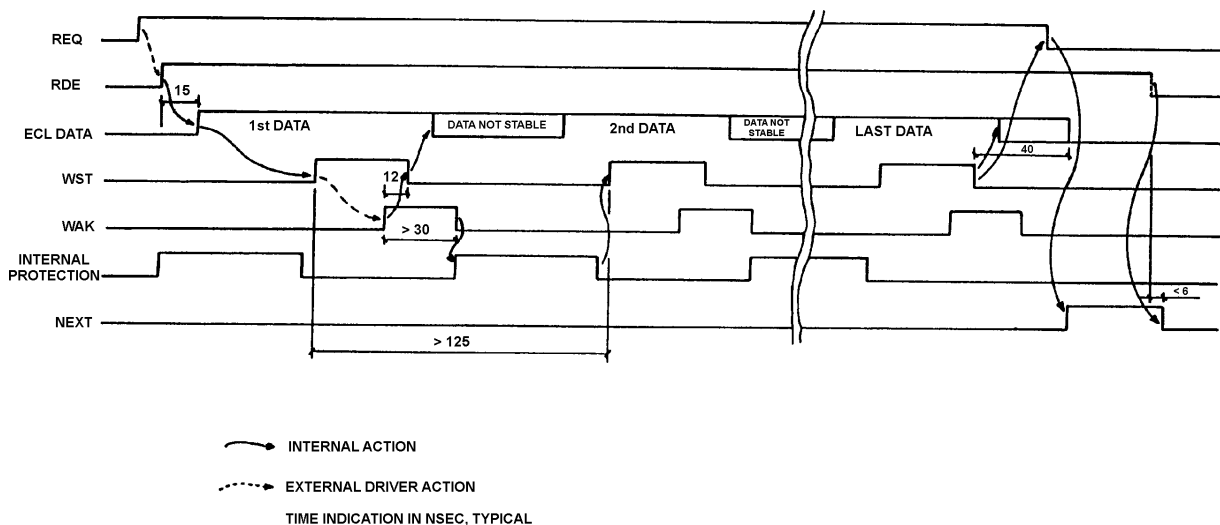 REQ
RDE
15
ECL DATA
1st DATA
DATA NOT STABLE
2nd DATA
DATA NOT
STABLE
LAST DATA
40
WST
12
WAK
> 30
INTERNAL
PROTECTION
< 6
NEXT
> 125
INTERNAL ACTION
EXTERNAL DRIVER ACTION
TIME INDICATION IN NSEC, TYPICAL